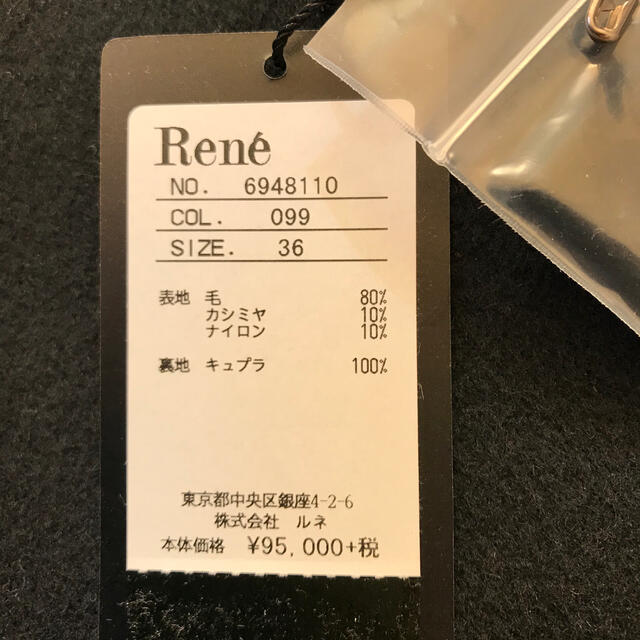 René
NO. 6948110
COL. 099
SIZE. 36
表地 毛 80%
カシミヤ 10%
ナイロン 10%
裏地 キュプラ 100%
東京都中央区銀座4-2-6
株式会社 ルネ
本体価格 ¥95,000+税